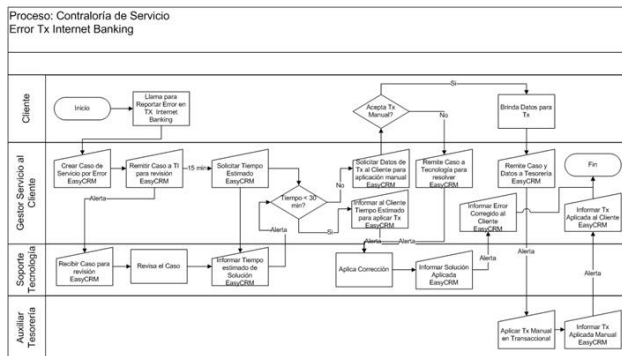 Proceso: Contraloría de Servicio
Error Tx Internet Banking
Cliente
Inicio
Llama para
Reportar Error en
TX Internet
Banking
Acepta Tx
Manual?
Si
No
Brinda Datos para
Tx
Gestor Servicio al
Cliente
Crear Caso de
Servicio por Error
EasyCRM
Remitir Caso a TI
para revisión
EasyCRM
15 min
Solicitar Tiempo
Estimado
EasyCRM
Tiempo < 30
min?
No
Si
Solicitar Datos de
Tx al Cliente para
aplicación manual
EasyCRM
Informar al Cliente
Tiempo Estimado
para aplicar Tx
EasyCRM
Remite Caso a
Tecnología para
resolver
EasyCRM
Informar Error
Corregido al Cliente
EasyCRM
Remite Caso y
Datos a Tesorería
EasyCRM
Fin
Informar Tx
Aplicada al Cliente
EasyCRM
Alerta
Alerta
Alerta
Alerta
Alerta
Alerta
Alerta
Soporte
Tecnología
Recibir Caso para
revisión
EasyCRM
Revisa el Caso
Informar Tiempo
estimado de
Solución
EasyCRM
Aplica Corrección
Informar Solución
Aplicada
EasyCRM
Auxiliar
Tesorería
Aplicar Tx Manual
en Transaccional
Informar Tx
Aplicada Manual
EasyCRM